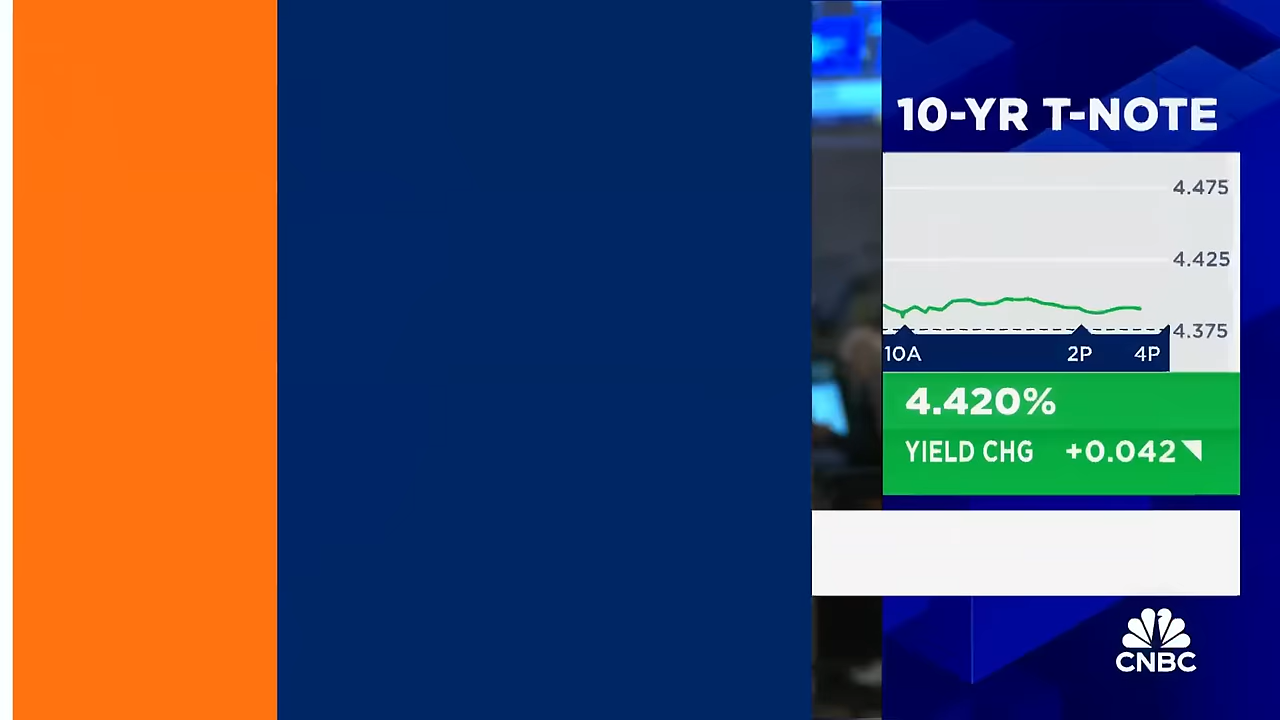 10-YR T-NOTE
4.475
4.425
4.375
10A 2P 4P
4.420%
YIELD CHG +0.042
CNBC